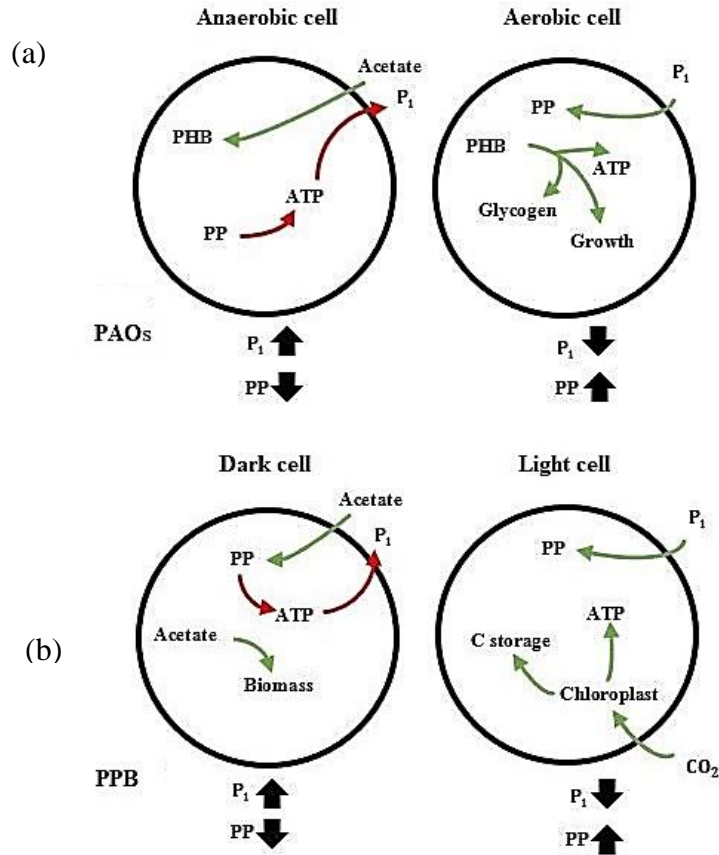 (a)
Anaerobic cell
Aerobic cell
Acetate
P₁
PHB
ATP
PP
P₁
PP
PHB
ATP
Glycogen
Growth
PAOs
P₁
PP
P₁
PP
(b)
Dark cell
Light cell
Acetate
P₁
PP
ATP
Acetate
Biomass
P₁
PP
ATP
C storage
Chloroplast
CO₂
PPB
P₁
PP
P₁
PP